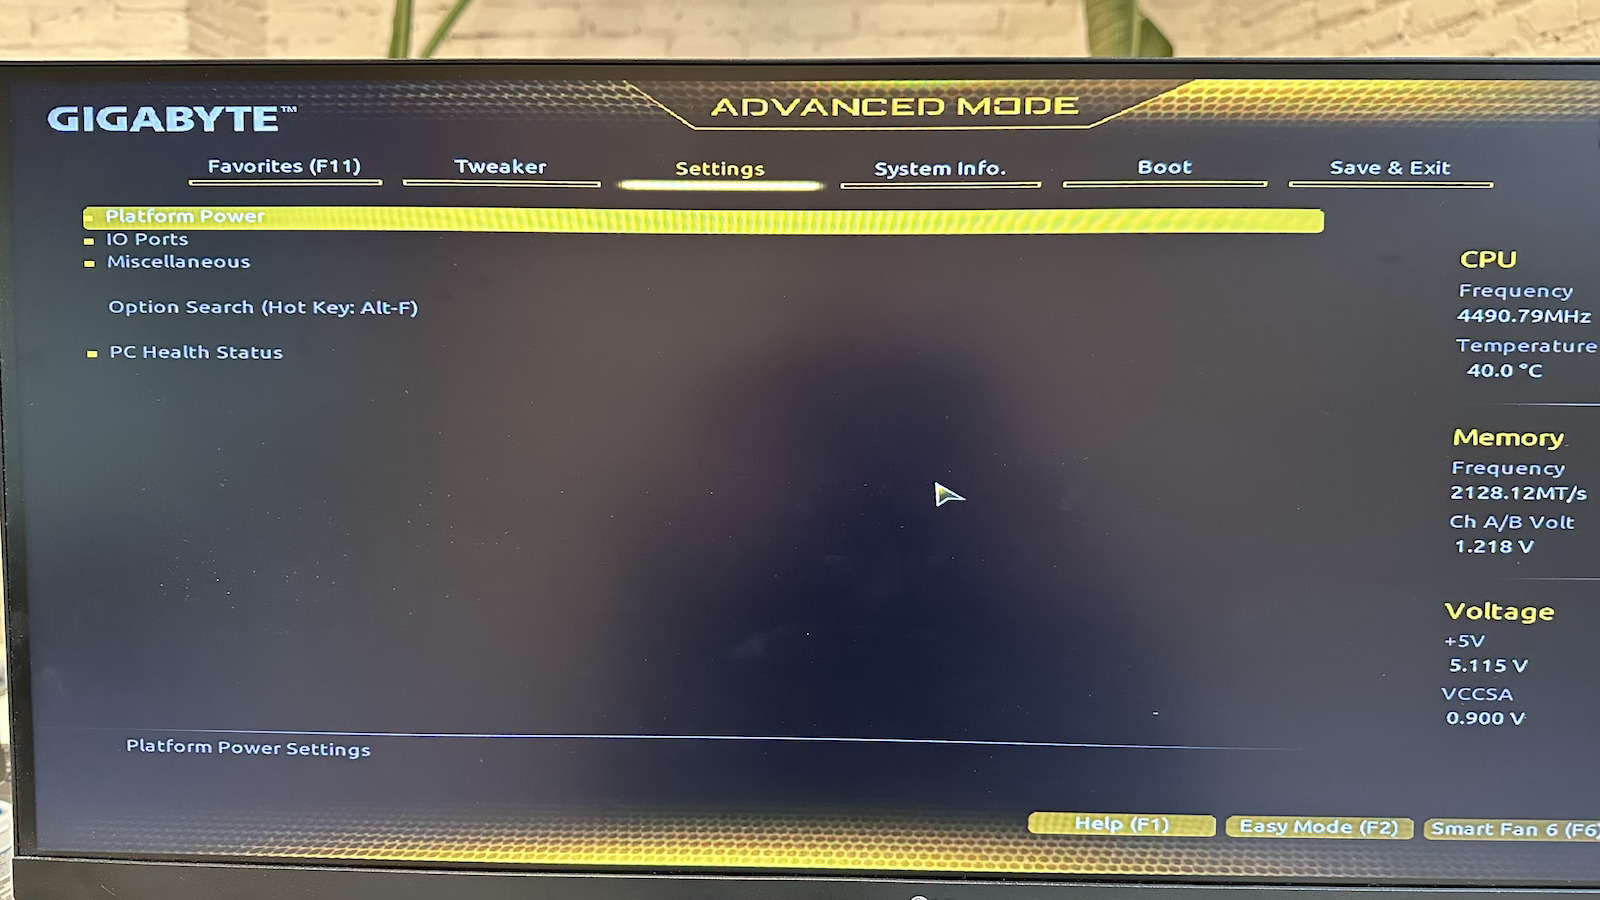 GIGABYTE™
ADVANCED MODE
Favorites (F11)
Tweaker
Settings
System Info.
Boot
Save & Exit
Platform Power
IO Ports
Miscellaneous
Option Search (Hot Key: Alt-F)
PC Health Status
CPU
Frequency
4490.79MHz
Temperature
40.0 °C
Memory
Frequency
2128.12MT/s
Ch A/B Volt
1.218 V
Voltage
+5V
5.115 V
VCCSA
0.900 V
Platform Power Settings
Help (F1)
Easy Mode (F2)
Smart Fan 6 (F6)